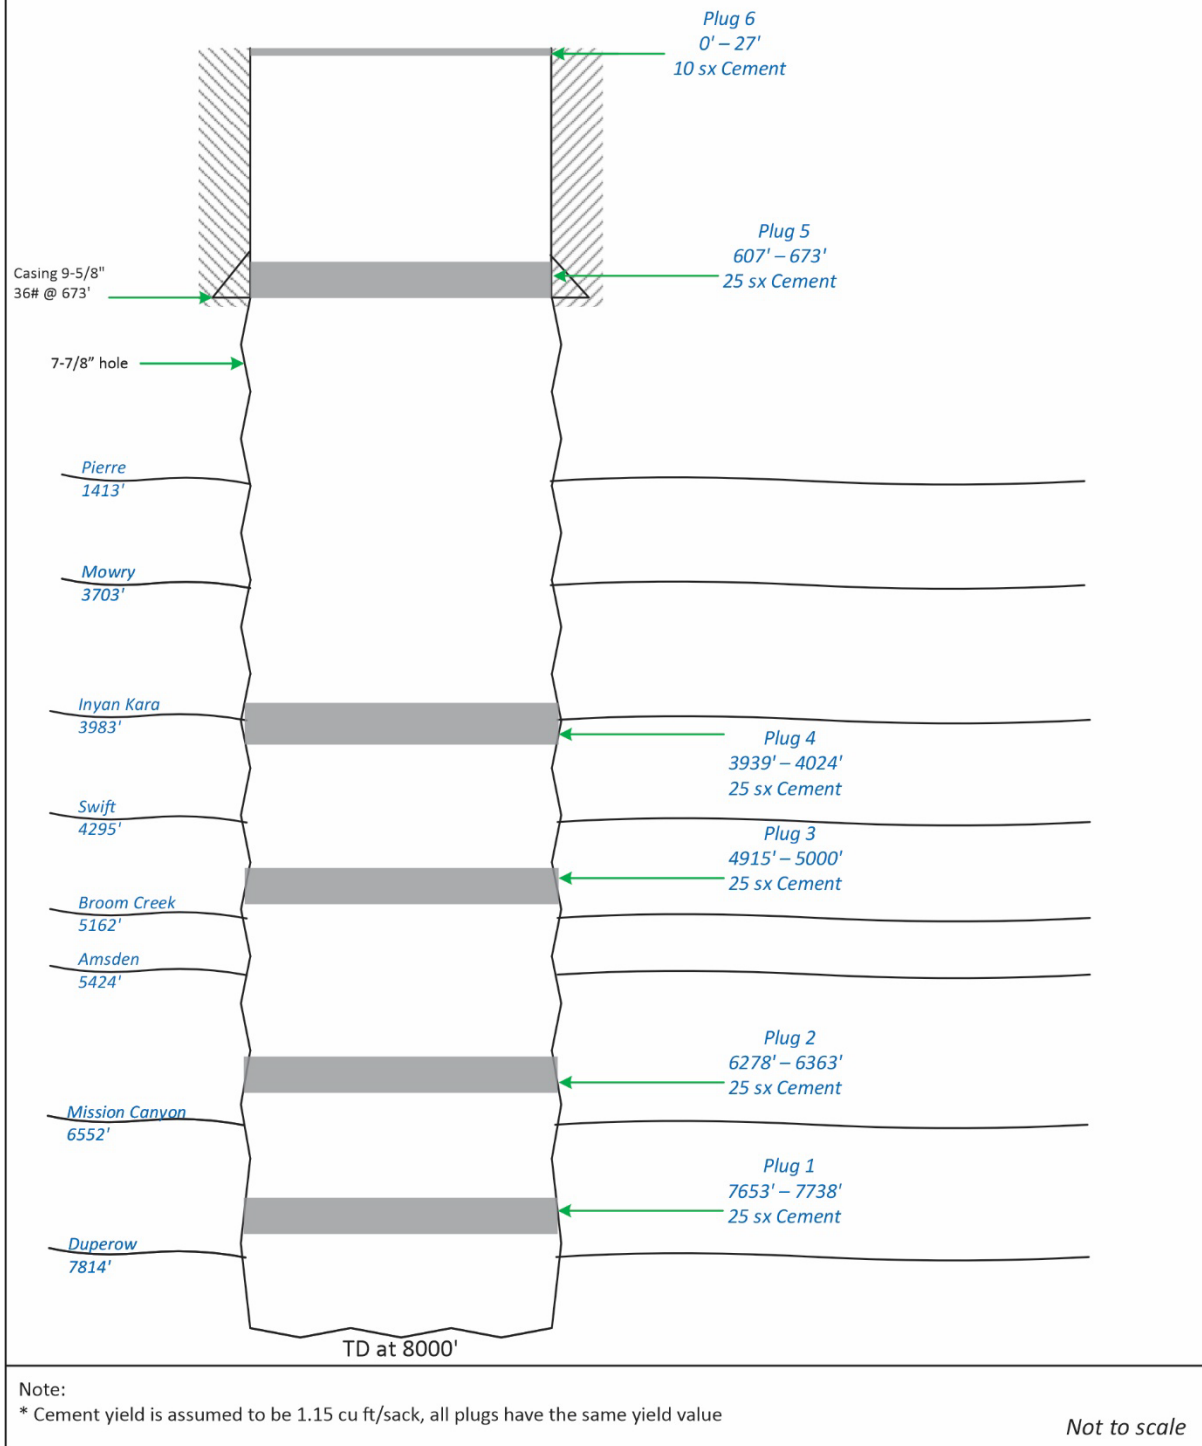 Plug 6
0' – 27'
10 sx Cement
Plug 5
607' – 673'
25 sx Cement
Casing 9-5/8"
36# @ 673'
7-7/8” hole
Pierre
1413'
Mowry
3703'
Inyan Kara
3983'
Plug 4
3939' – 4024'
25 sx Cement
Swift
4295'
Plug 3
4915' – 5000'
25 sx Cement
Broom Creek
5162'
Amsden
5424'
Plug 2
6278' – 6363'
25 sx Cement
Mission Canyon
6552'
Plug 1
7653' – 7738'
25 sx Cement
Duperow
7814'
TD at 8000'
Note:
* Cement yield is assumed to be 1.15 cu ft/sack, all plugs have the same yield value
Not to scale